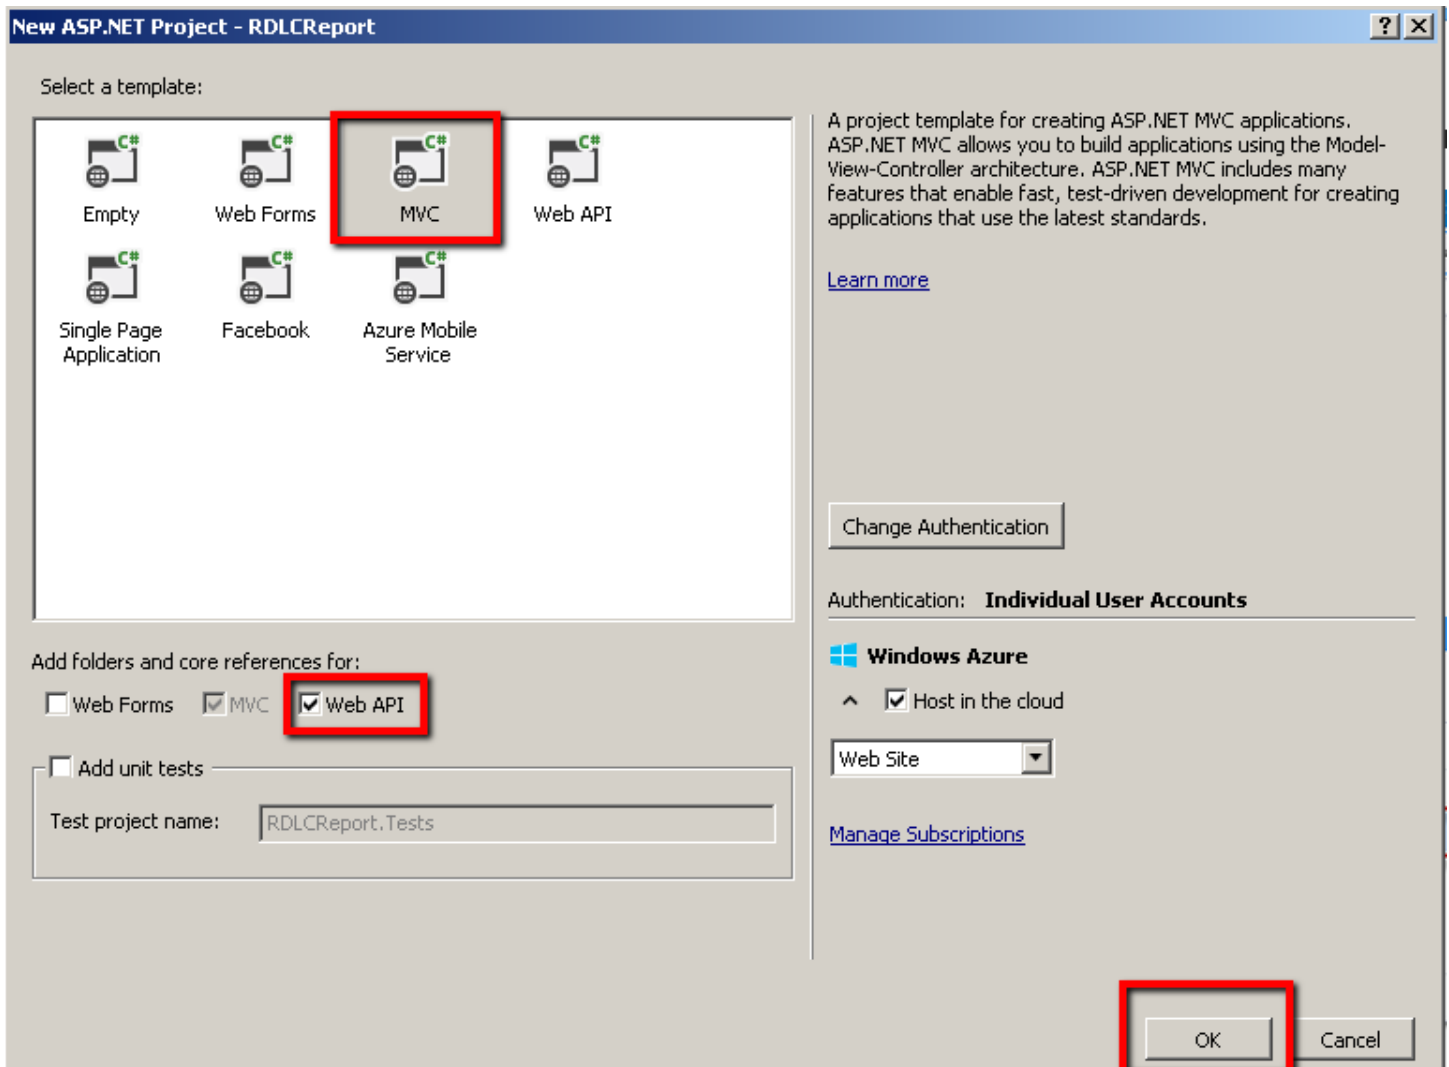 New ASP.NET Project - RDLCReport
? X
Select a template:
C# C# C# C#
Empty Web Forms MVC Web API
C# C# C#
Single Page Application Facebook Azure Mobile Service
A project template for creating ASP.NET MVC applications.
ASP.NET MVC allows you to build applications using the Model-
View-Controller architecture. ASP.NET MVC includes many
features that enable fast, test-driven development for creating
applications that use the latest standards.
Learn more
Change Authentication
Authentication: Individual User Accounts
Add folders and core references for:
Web Forms MVC Web API
Add unit tests
Test project name: RDLCReport.Tests
Windows Azure
Host in the cloud
Web Site
Manage Subscriptions
OK Cancel